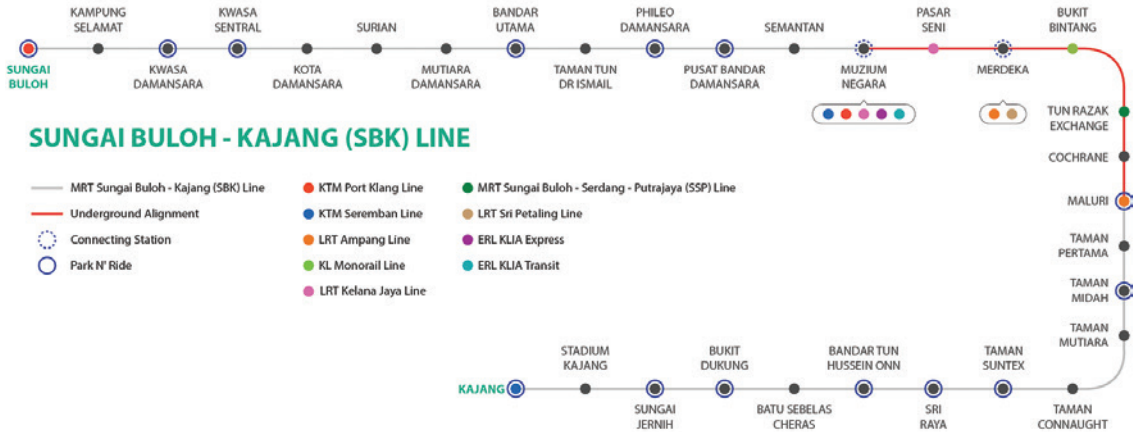 KAMPUNG
SELAMAT
KWASA
SENTRAL
SURIAN
BANDAR
UTAMA
PHILEO
DAMANSARA
SEMANTAN
PASAR
SENI
BUKIT
BINTANG
SUNGAI
BULOH
KWASA
DAMANSARA
KOTA
DAMANSARA
MUTIARA
DAMANSARA
TAMAN TUN
DR ISMAIL
PUSAT BANDAR
DAMANSARA
MUZIUM
NEGARA
MERDEKA
TUN RAZAK
EXCHANGE
COCHRANE
MALURI
TAMAN
PERTAMA
TAMAN
MIDAH
TAMAN
MUTIARA
SUNGAI BULOH - KAJANG (SBK) LINE
MRT Sungai Buloh - Kajang (SBK) Line
Underground Alignment
Connecting Station
Park N' Ride
KTM Port Klang Line
KTM Seremban Line
LRT Ampang Line
KL Monorail Line
LRT Kelana Jaya Line
MRT Sungai Buloh - Serdang - Putrajaya (SSP) Line
LRT Sri Petaling Line
ERL KLIA Express
ERL KLIA Transit
STADIUM
KAJANG
BUKIT
DUKUNG
BANDAR TUN
HUSSEIN ONN
TAMAN
SUNTEX
KAJANG
SUNGAI
JERNIH
BATU SEBELAS
CHERAS
SRI
RAYA
TAMAN
CONNAUGHT